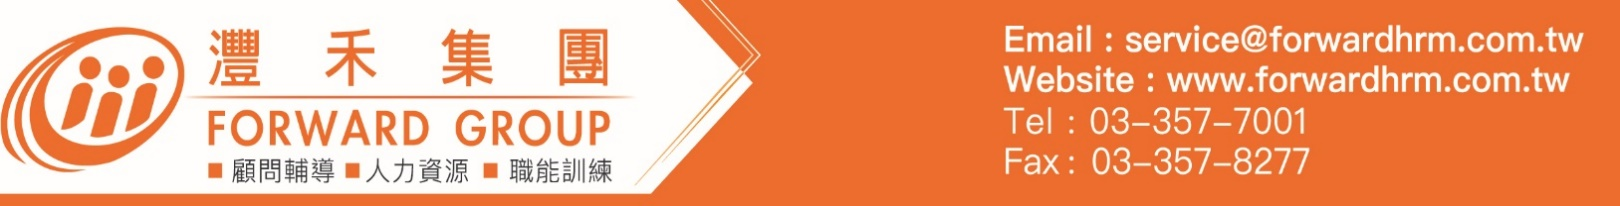 灃禾集團
FORWARD GROUP
■顧問輔導 ■人力資源 ■ 職能訓練
Email : service@forwardhrm.com.tw
Website : www.forwardhrm.com.tw
Tel : 03-357-7001
Fax : 03-357-8277